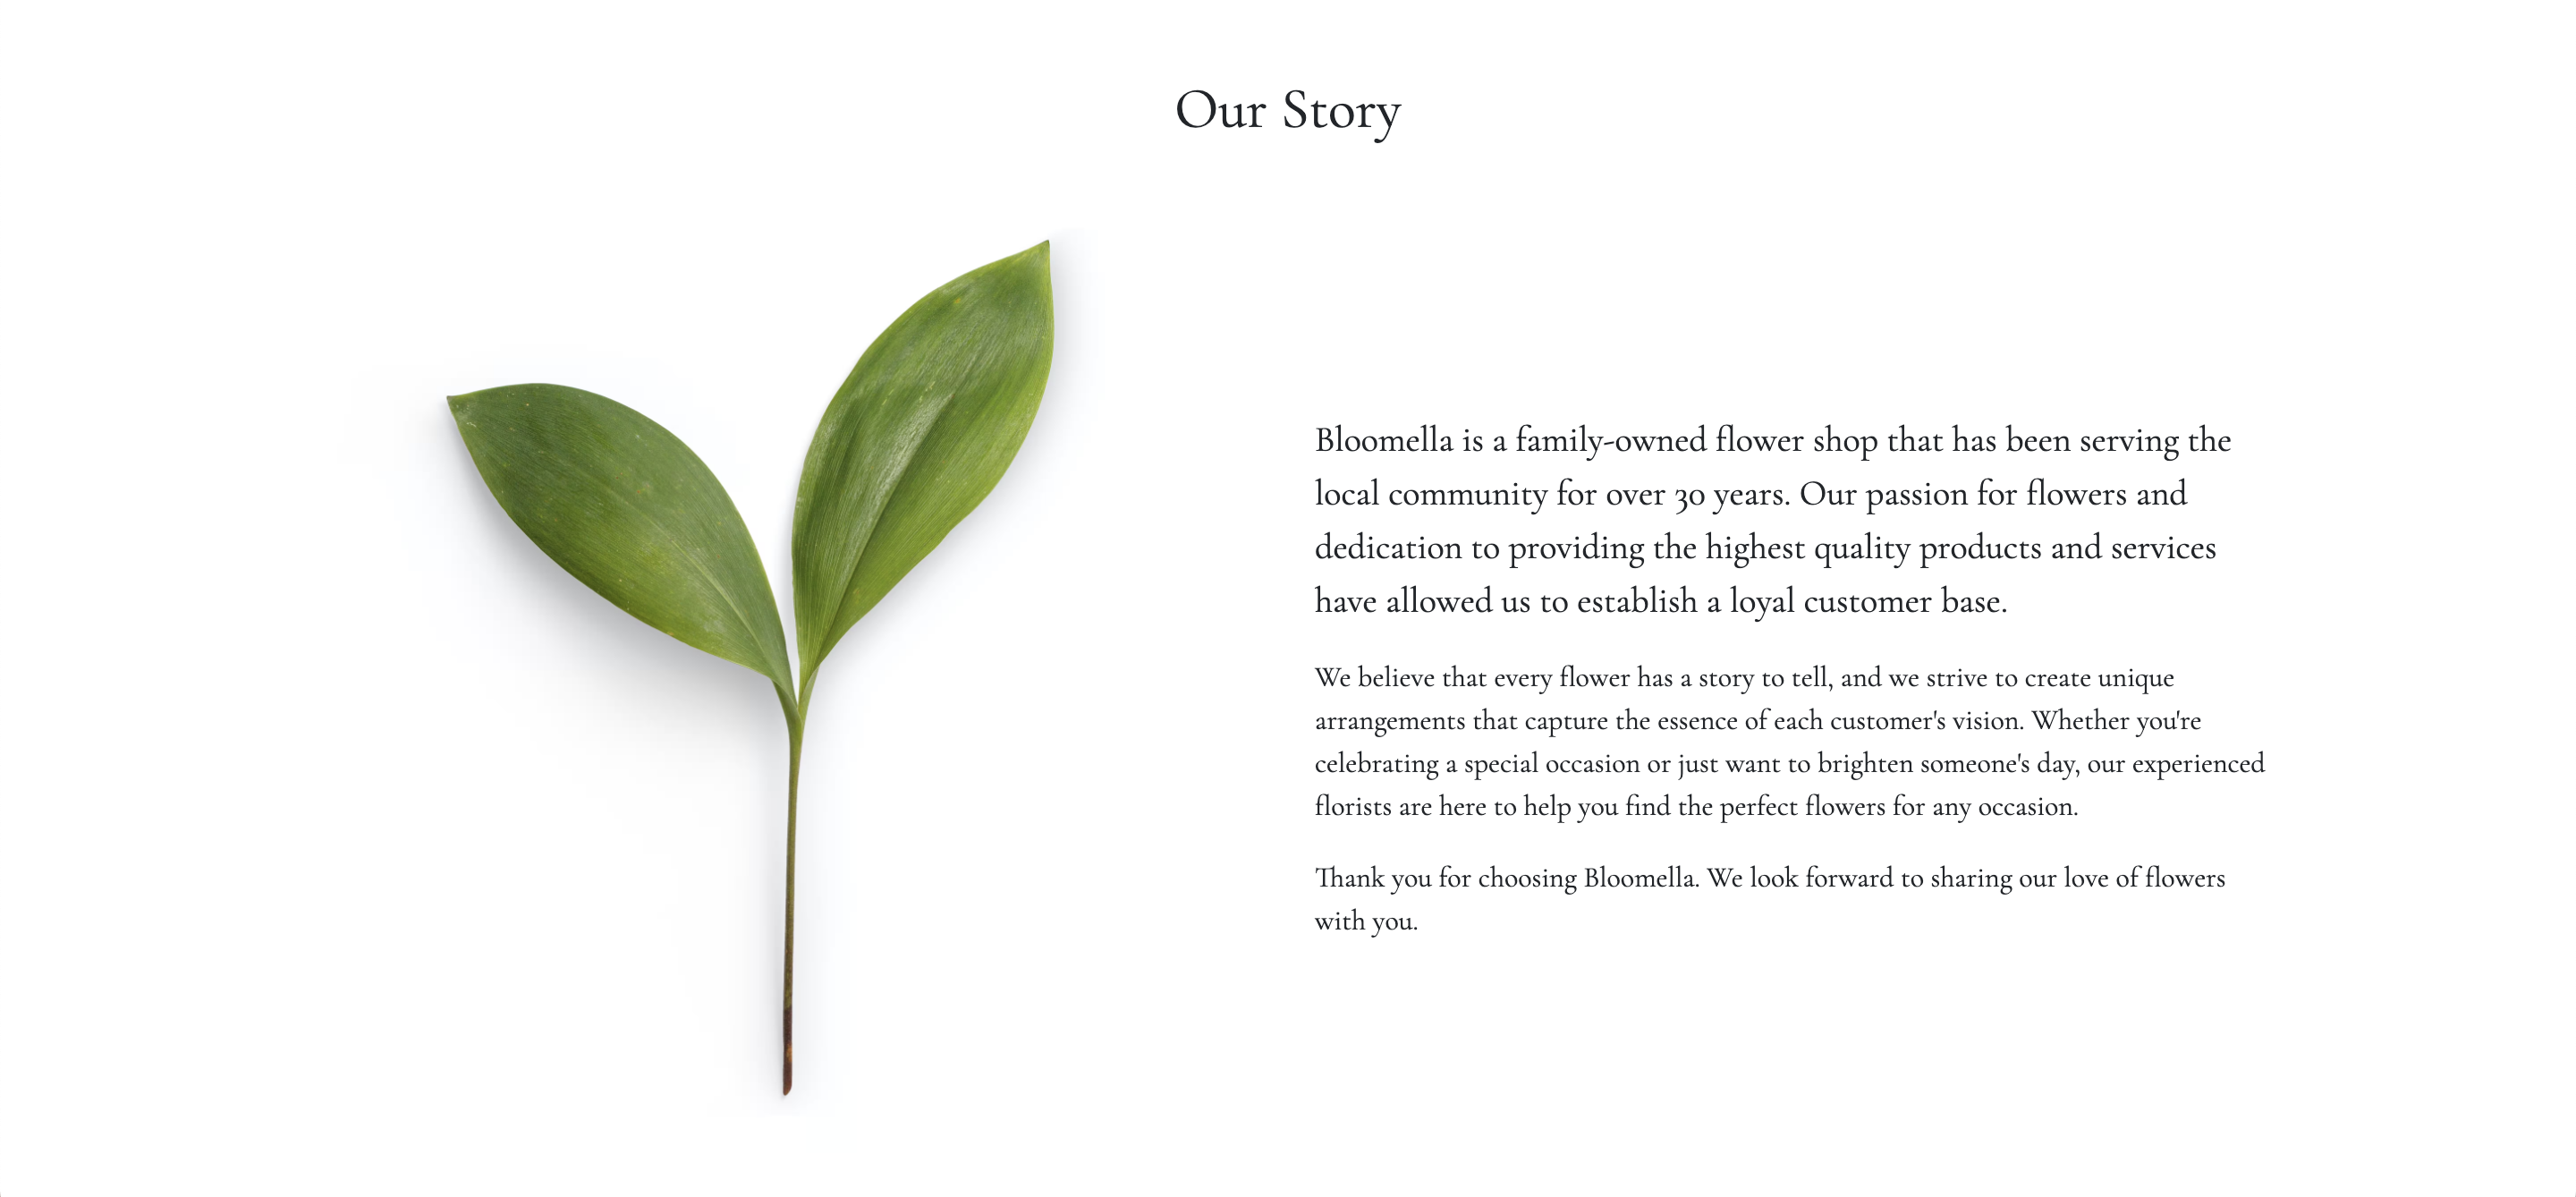 Our Story
Bloomella is a family-owned flower shop that has been serving the
local community for over 30 years. Our passion for flowers and
dedication to providing the highest quality products and services
have allowed us to establish a loyal customer base.
We believe that every flower has a story to tell, and we strive to create unique
arrangements that capture the essence of each customer's vision. Whether you're
celebrating a special occasion or just want to brighten someone's day, our experienced
florists are here to help you find the perfect flowers for any occasion.
Thank you for choosing Bloomella. We look forward to sharing our love of flowers
with you.